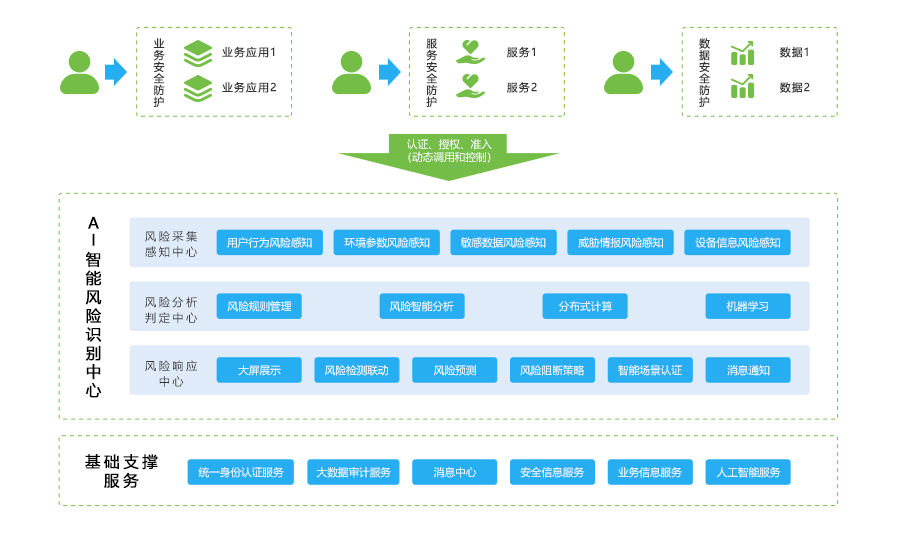 业务安全防护
业务应用1
业务应用2
服务安全防护
服务1
服务2
数据安全防护
数据1
数据2
认证、授权、准入
(动态调用和控制)
AI智能风险识别中心
风险采集
感知中心
用户行为风险感知
环境参数风险感知
敏感数据风险感知
威胁情报风险感知
设备信息风险感知
风险分析
判定中心
风险规则管理
风险智能分析
分布式计算
机器学习
风险响应
中心
大屏展示
风险检测联动
风险预测
风险阻断策略
智能场景认证
消息通知
基础支撑
服务
统一身份认证服务
大数据审计服务
消息中心
安全信息服务
业务信息服务
人工智能服务